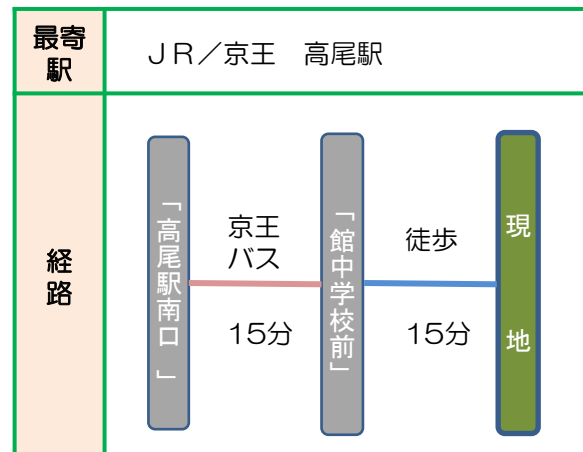 最寄
駅
ＪＲ／京王　高尾駅
経
路
「高尾駅南口　」
京王
バス
15分
「館中学校前」
徒歩
15分
現　地